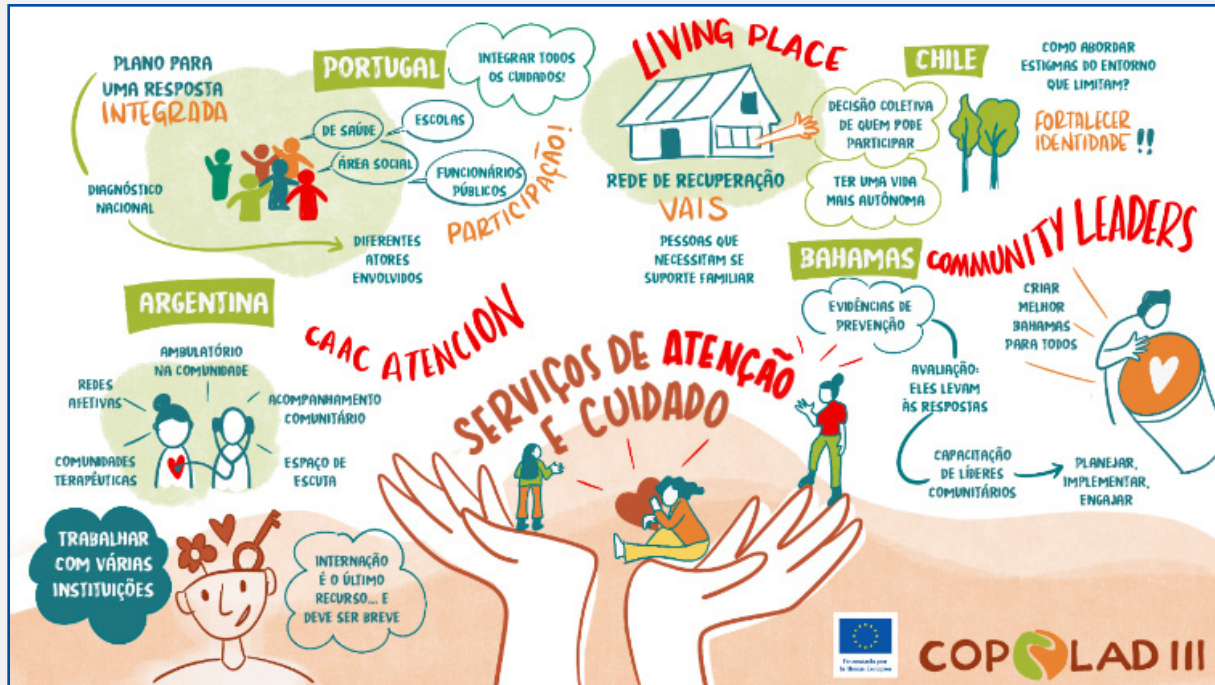 PLANO PARA
UMA RESPOSTA
INTEGRADA
DIAGNÓSTICO
NACIONAL
PORTUGAL
INTEGRAR TODOS
OS CUIDADOS!
DE SAÚDE
ESCOLAS
ÁREA SOCIAL
FUNCIONÁRIOS
PÚBLICOS
PARTICIPAÇÃO!
DIFERENTES
ATORES
ENVOLVIDOS
LIVING PLACE
REDE DE RECUPERAÇÃO
VAIS
PESSOAS QUE
NECESSITAM SE
SUPORTE FAMILIAR
CHILE
DECISÃO COLETIVA
DE QUEM PODE
PARTICIPAR
TER UMA VIDA
MAIS AUTÔNOMA
COMO ABORDAR
ESTIGMAS DO ENTORNO
QUE LIMITAM?
FORTALECER
IDENTIDADE !!
ARGENTINA
CAAC ATENCION
AMBULATÓRIO
NA COMUNIDADE
REDES
AFETIVAS
ACOMPANHAMENTO
COMUNITÁRIO
COMUNIDADES
TERAPÊUTICAS
ESPAÇO DE
ESCUTA
TRABALHAR
COM VÁRIAS
INSTITUIÇÕES
INTERNAÇÃO
É O ÚLTIMO
RECURSO.... E
DEVE SER BREVE
SERVIÇOS DE ATENÇÃO
E CUIDADO
BAHAMAS
COMMUNITY LEADERS
EVIDÊNCIAS DE
PREVENÇÃO
AVALIAÇÃO:
ELES LEVAM
ÀS RESPOSTAS
CAPACITAÇÃO
DE LÍDERES
COMUNITÁRIOS
PLANEJAR,
IMPLEMENTAR,
ENGAJAR
CRIAR
MELHOR
BAHAMAS
PARA TODOS
Financiado por
la Unión Europea
COPOLAD III